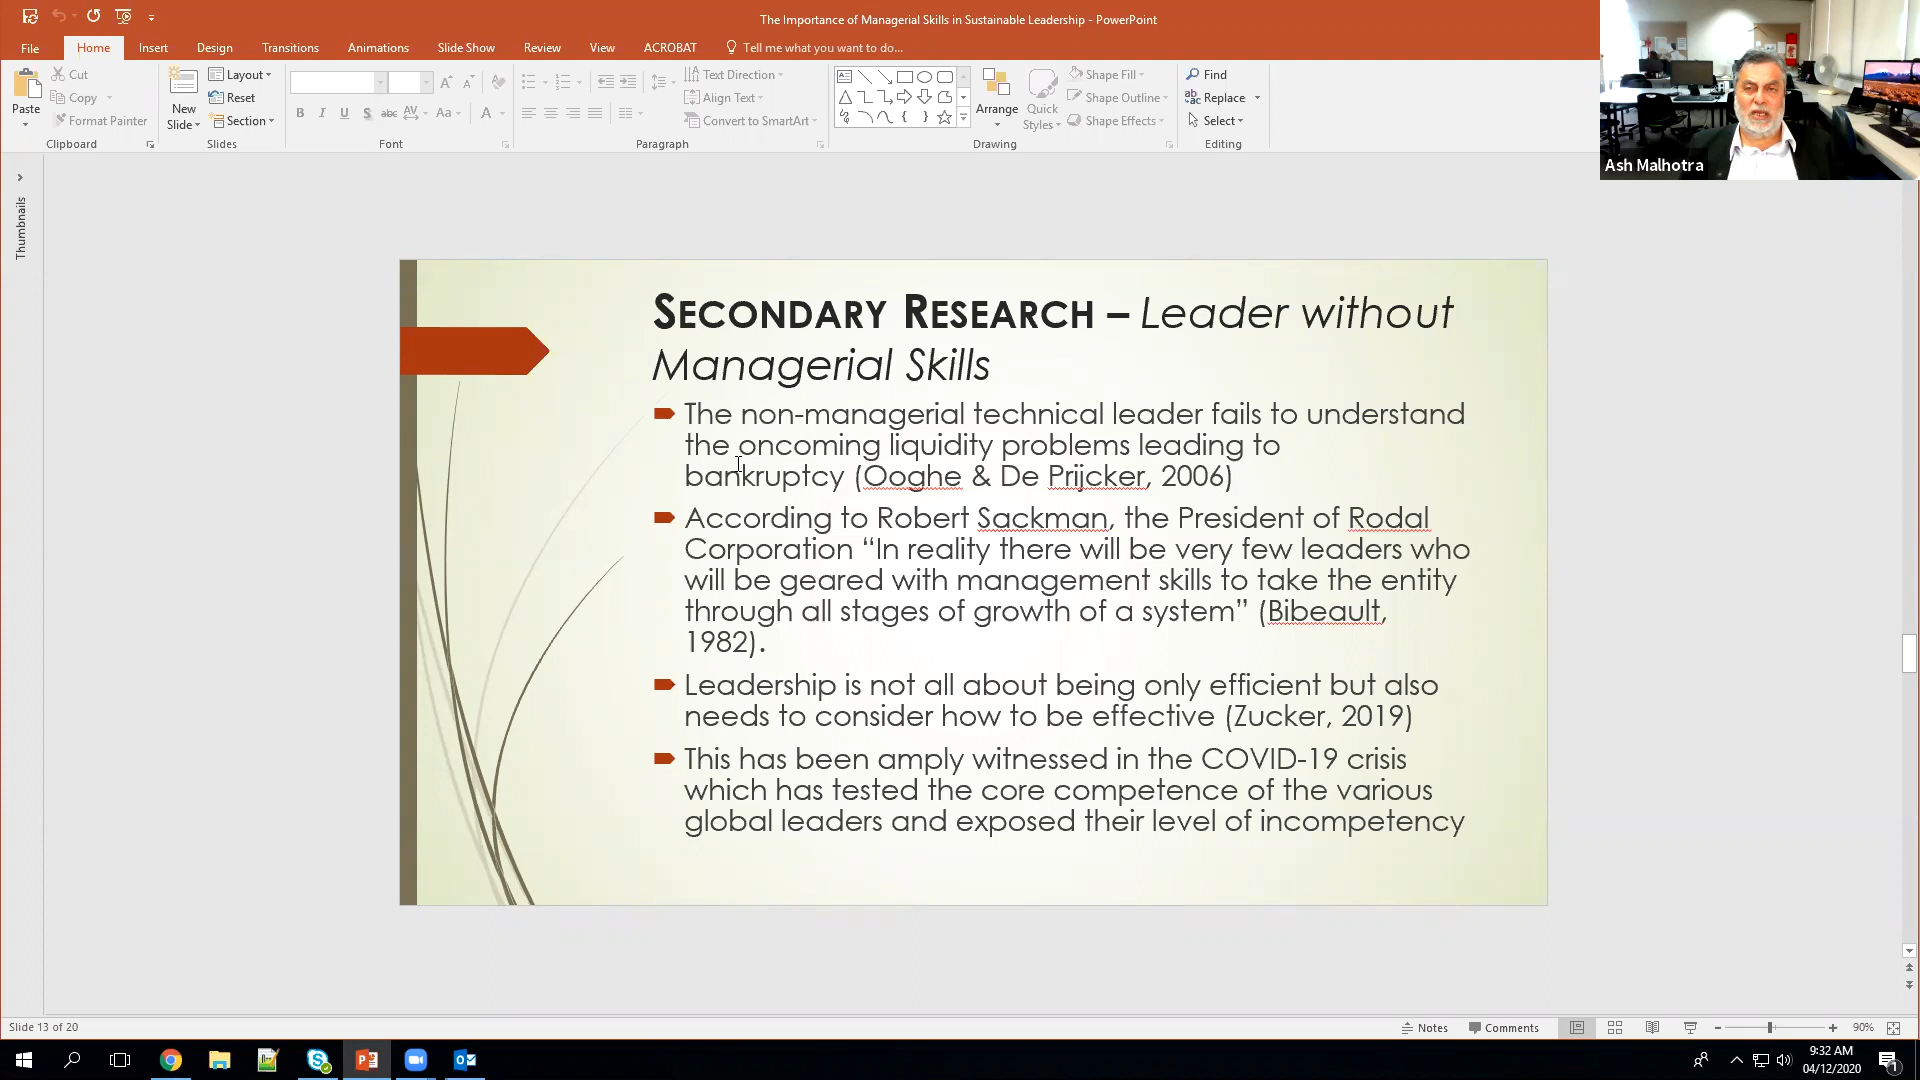 The Importance of Managerial Skills in Sustainable Leadership - PowerPoint
File Home Insert Design Transitions Animations Slide Show Review View ACROBAT Tell me what you want to do...
Paste
Cut
Copy
Format Painter
Clipboard
New
Slide
Layout
Reset
Section
Slides
B I U S abc AV Aa A
Font
Text Direction
Align Text
Convert to SmartArt
Paragraph
Arrange
Quick
Styles
Shape Fill
Shape Outline
Shape Effects
Drawing
Find
Replace
Select
Editing
Ash Malhotra
Thumbnails
SECONDARY RESEARCH – Leader without
Managerial Skills
The non-managerial technical leader fails to understand
the oncoming liquidity problems leading to
bankruptcy (Ooghe & De Prijcker, 2006)
According to Robert Sackman, the President of Rodal
Corporation “In reality there will be very few leaders who
will be geared with management skills to take the entity
through all stages of growth of a system” (Bibeault,
1982).
Leadership is not all about being only efficient but also
needs to consider how to be effective (Zucker, 2019)
This has been amply witnessed in the COVID-19 crisis
which has tested the core competence of the various
global leaders and exposed their level of incompetency
Slide 13 of 20
Notes Comments 90%
9:32 AM
04/12/2020